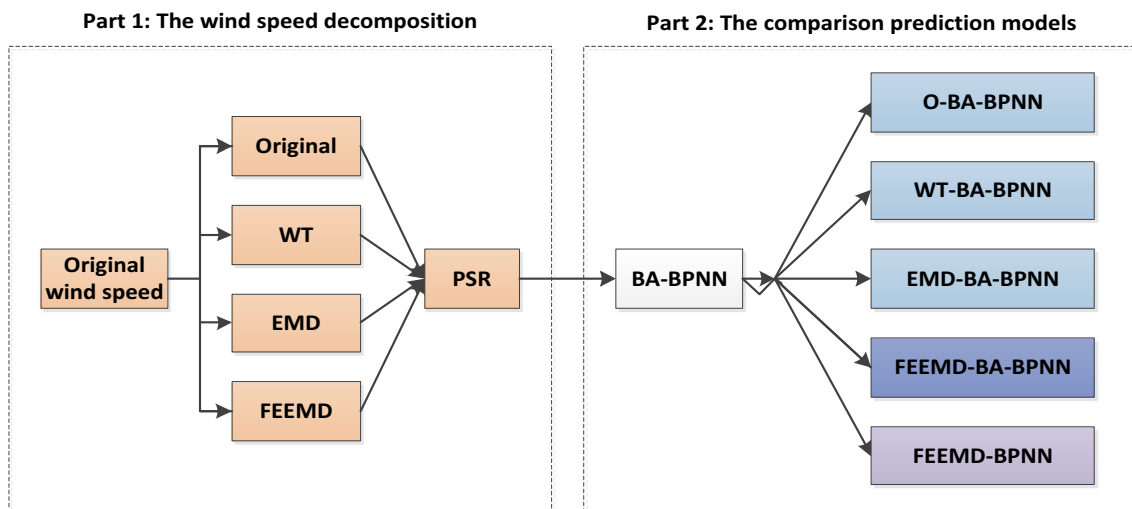 Part 1: The wind speed decomposition
Part 2: The comparison prediction models
Original
wind speed
Original
WT
EMD
FEEMD
PSR
BA-BPNN
O-BA-BPNN
WT-BA-BPNN
EMD-BA-BPNN
FEEMD-BA-BPNN
FEEMD-BPNN